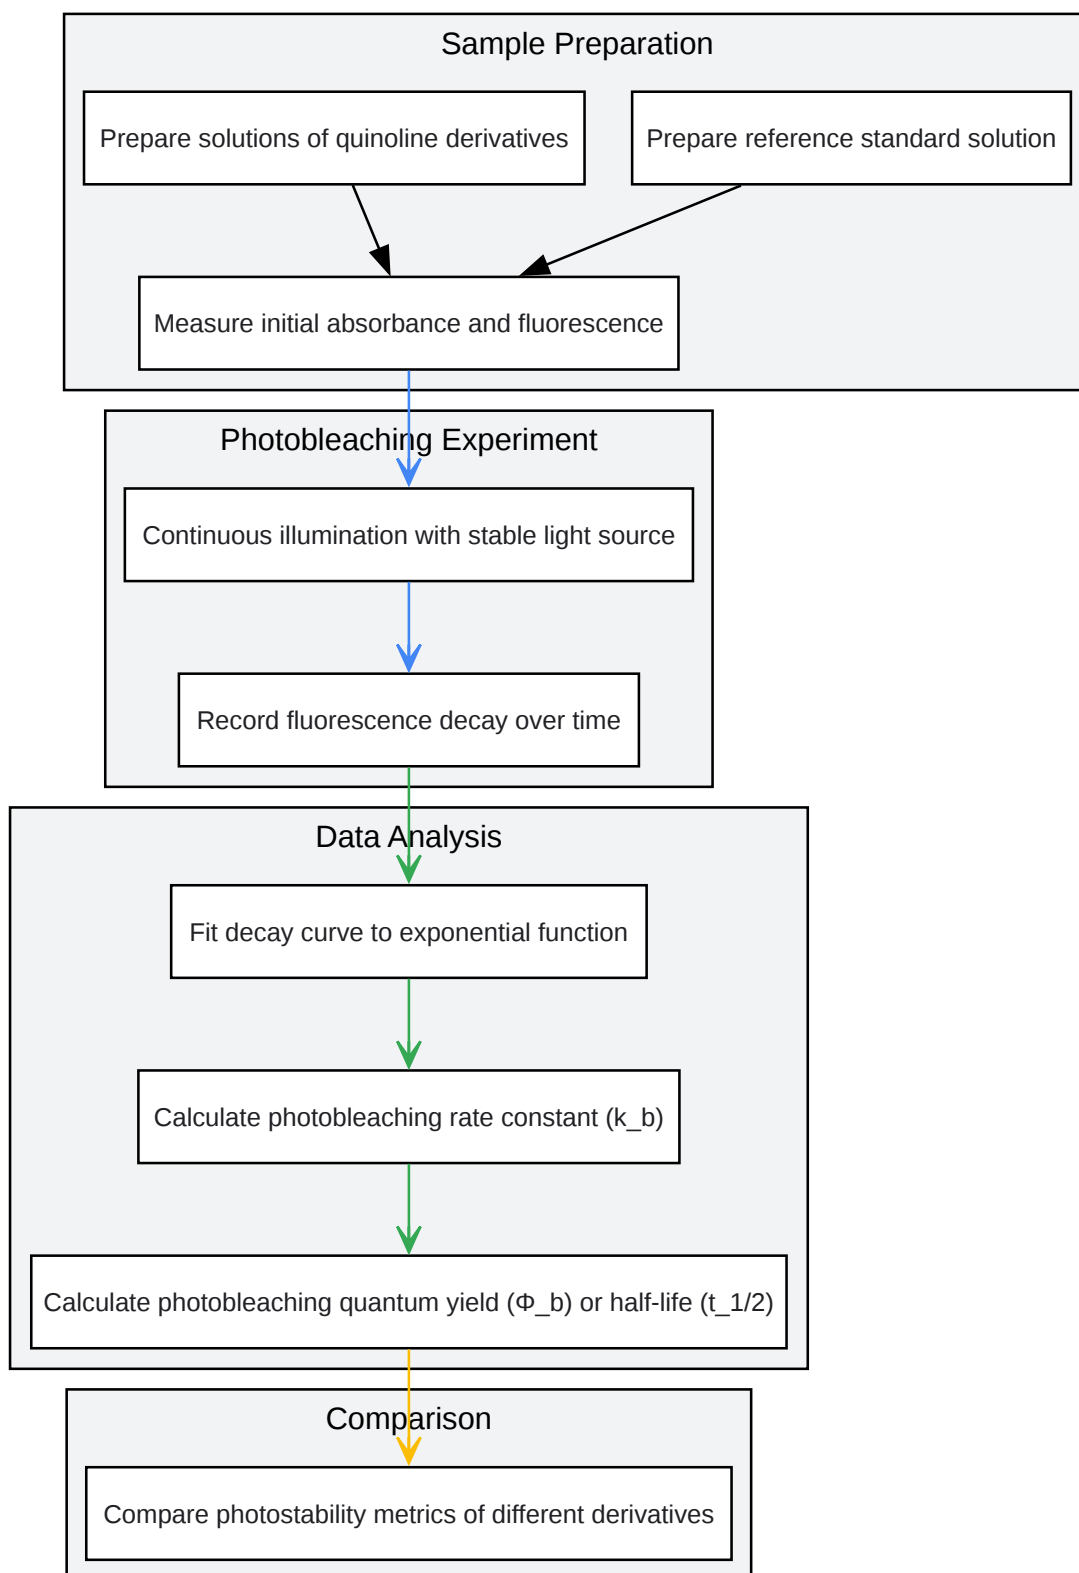 Sample Preparation
Prepare solutions of quinoline derivatives
Prepare reference standard solution
Measure initial absorbance and fluorescence
Photobleaching Experiment
Continuous illumination with stable light source
Record fluorescence decay over time
Data Analysis
Fit decay curve to exponential function
Calculate photobleaching rate constant (k_b)
Calculate photobleaching quantum yield (Φ_b) or half-life (t_1/2)
Comparison
Compare photostability metrics of different derivatives